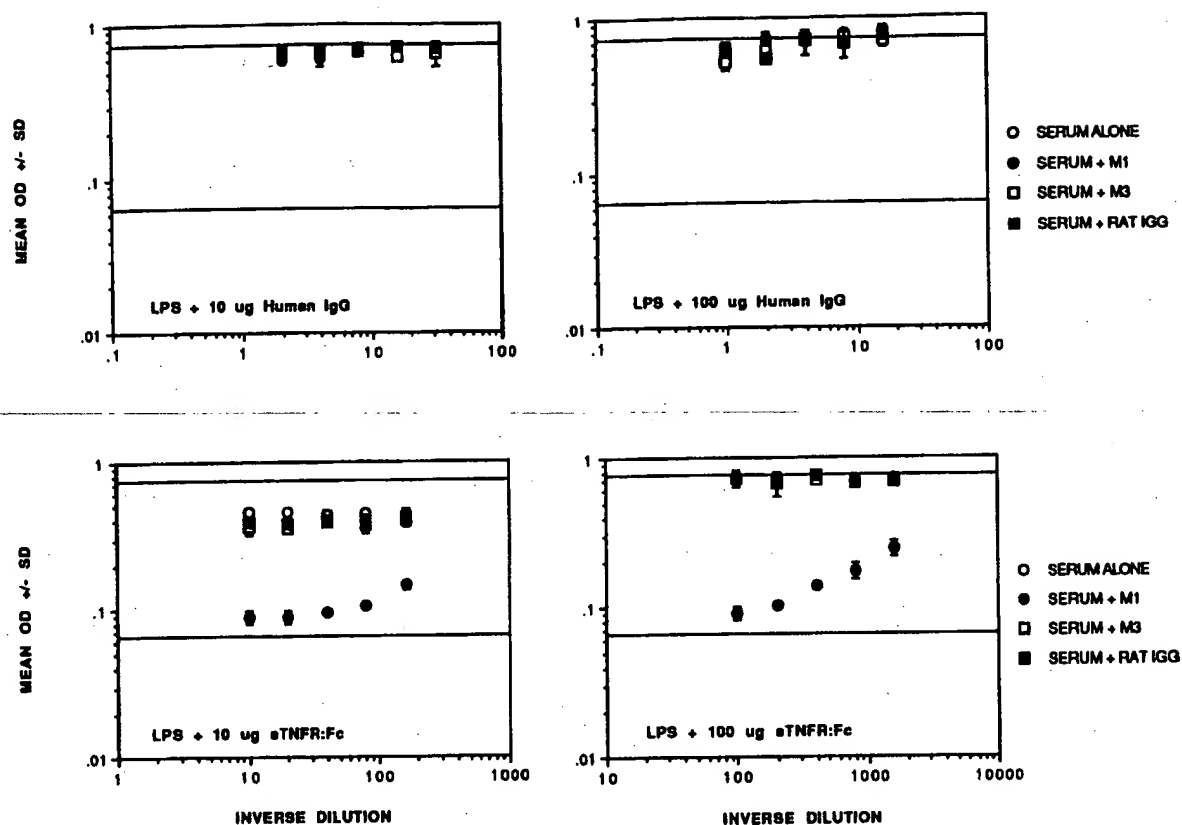 MEAN OD +/- SD
1
.1
.01
.1 1 10 100
LPS + 10 ug Human IgG
1
.1
.01
.1 1 10 100
LPS + 100 ug Human IgG
SERUM ALONE
SERUM + M1
SERUM + M3
SERUM + RAT IGG
MEAN OD +/- SD
1
.1
.01
1 10 100 1000
LPS + 10 ug sTNFR:Fc
INVERSE DILUTION
1
.1
.01
10 100 1000 10000
LPS + 100 ug sTNFR:Fc
INVERSE DILUTION
SERUM ALONE
SERUM + M1
SERUM + M3
SERUM + RAT IGG